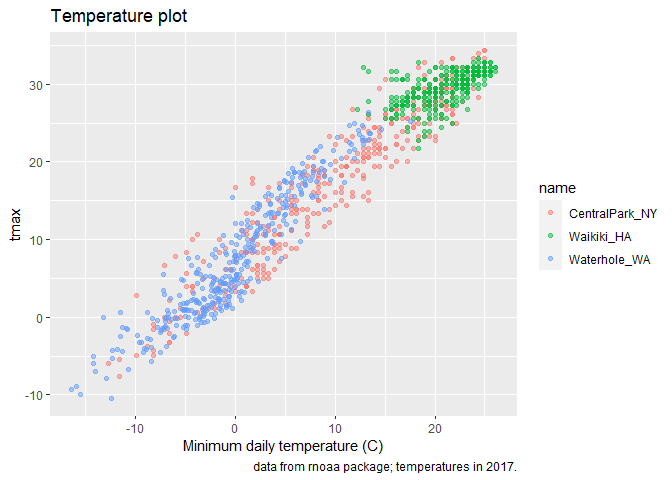 Temperature plot
30
20
10
0
-10
tmax
-10
0
10
20
Minimum daily temperature (C)
data from rnoaa package; temperatures in 2017.
name
CentralPark_NY
Waikiki_HA
Waterhole_WA